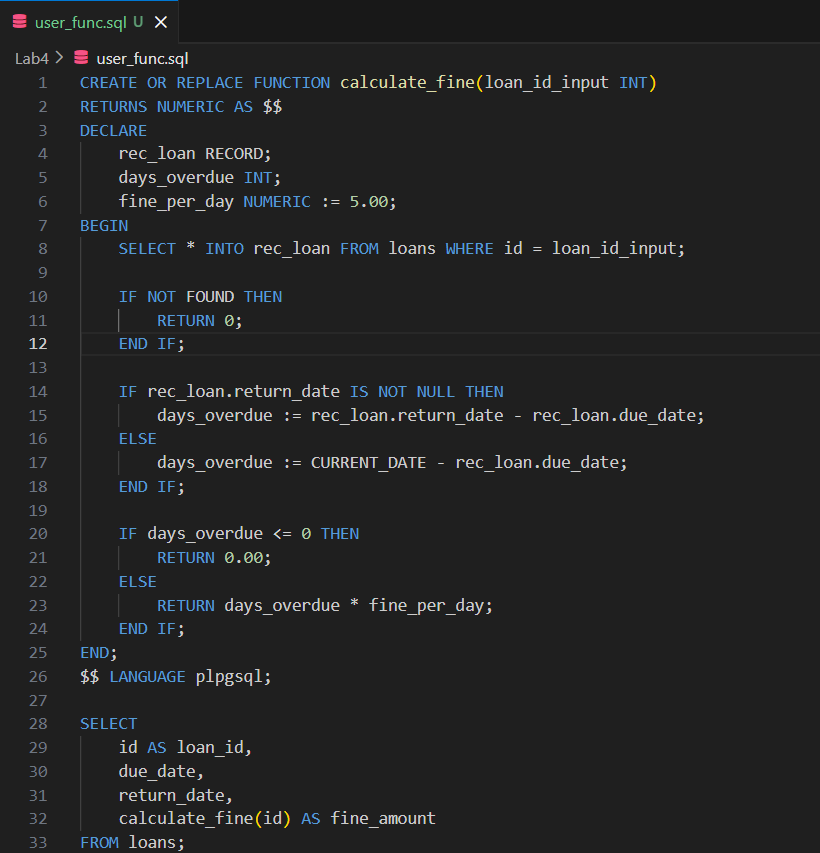 user_func.sql U
Lab4 > user_func.sql
1 CREATE OR REPLACE FUNCTION calculate_fine(loan_id_input INT)
2 RETURNS NUMERIC AS $$
3 DECLARE
4     rec_loan RECORD;
5     days_overdue INT;
6     fine_per_day NUMERIC := 5.00;
7 BEGIN
8     SELECT * INTO rec_loan FROM loans WHERE id = loan_id_input;
9
10     IF NOT FOUND THEN
11         RETURN 0;
12     END IF;
13
14     IF rec_loan.return_date IS NOT NULL THEN
15         days_overdue := rec_loan.return_date - rec_loan.due_date;
16     ELSE
17         days_overdue := CURRENT_DATE - rec_loan.due_date;
18     END IF;
19
20     IF days_overdue <= 0 THEN
21         RETURN 0.00;
22     ELSE
23         RETURN days_overdue * fine_per_day;
24     END IF;
25 END;
26 $$ LANGUAGE plpgsql;
27
28 SELECT
29     id AS loan_id,
30     due_date,
31     return_date,
32     calculate_fine(id) AS fine_amount
33 FROM loans;